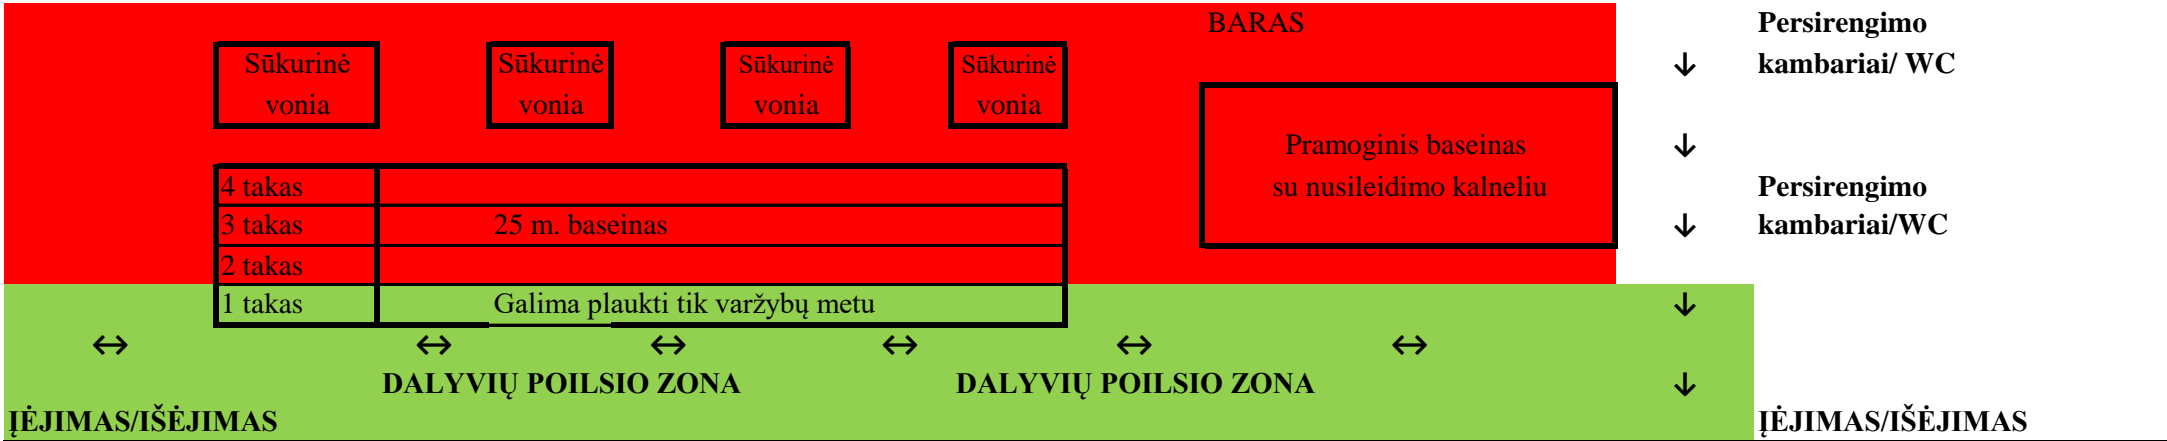 BARAS
Persirengimo
Sūkurinė Sūkurinė Sūkurinė Sūkurinė ↓ kambariai/ WC
vonia vonia vonia vonia
Pramoginis baseinas ↓
4 takas su nusileidimo kalneliu Persirengimo
3 takas 25 m. baseinas ↓ kambariai/WC
2 takas
1 takas Galima plaukti tik varžybų metu ↓
↔ ↔ ↔ ↔ ↔ ↔
DALYVIŲ POILSIO ZONA DALYVIŲ POILSIO ZONA ↓
ĮĖJIMAS/IŠĖJIMAS ĮĖJIMAS/IŠĖJIMAS